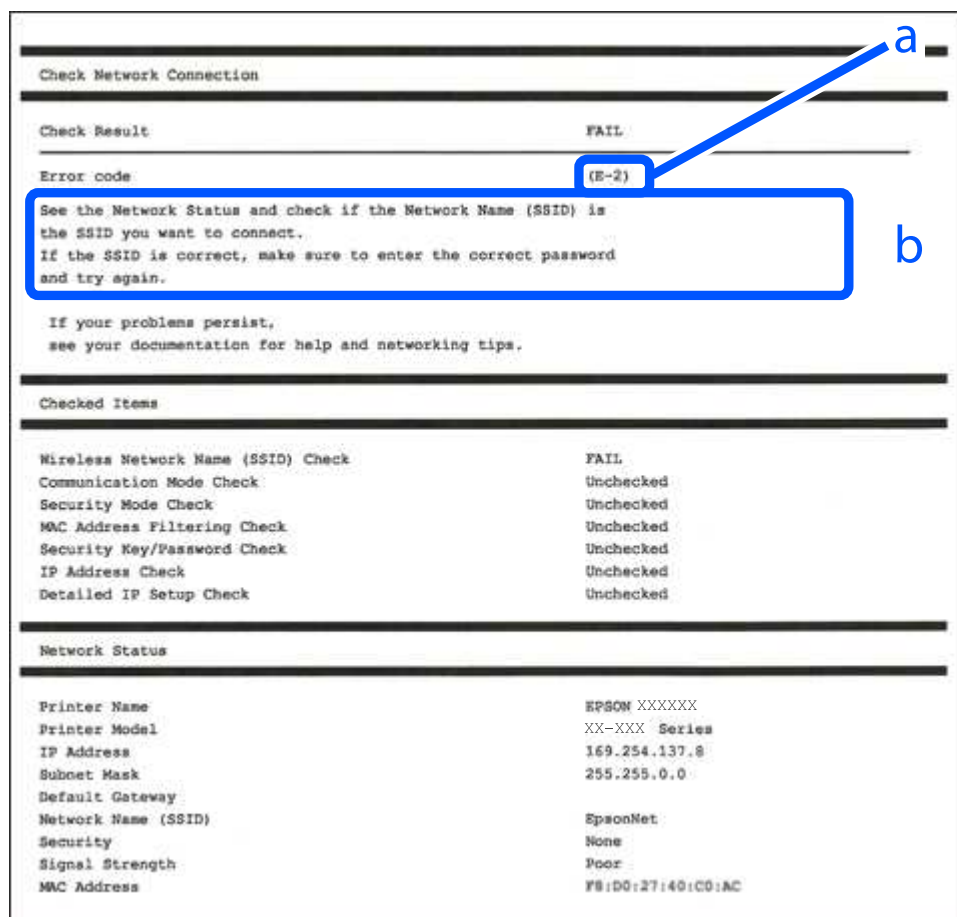 a
Check Network Connection
Check Result FAIL
Error code (E-2)
See the Network Status and check if the Network Name (SSID) is
the SSID you want to connect.
If the SSID is correct, make sure to enter the correct password
and try again.
b
If your problems persist,
see your documentation for help and networking tips.
Checked Items
Wireless Network Name (SSID) Check FAIL
Communication Mode Check Unchecked
Security Mode Check Unchecked
MAC Address Filtering Check Unchecked
Security Key/Password Check Unchecked
IP Address Check Unchecked
Detailed IP Setup Check Unchecked
Network Status
Printer Name EPSON XXXXXX
Printer Model XX-XXX Series
IP Address 169.254.137.8
Subnet Mask 255.255.0.0
Default Gateway
Network Name (SSID) EpsonNet
Security None
Signal Strength Poor
MAC Address F8:D0:27:40:C0:AC